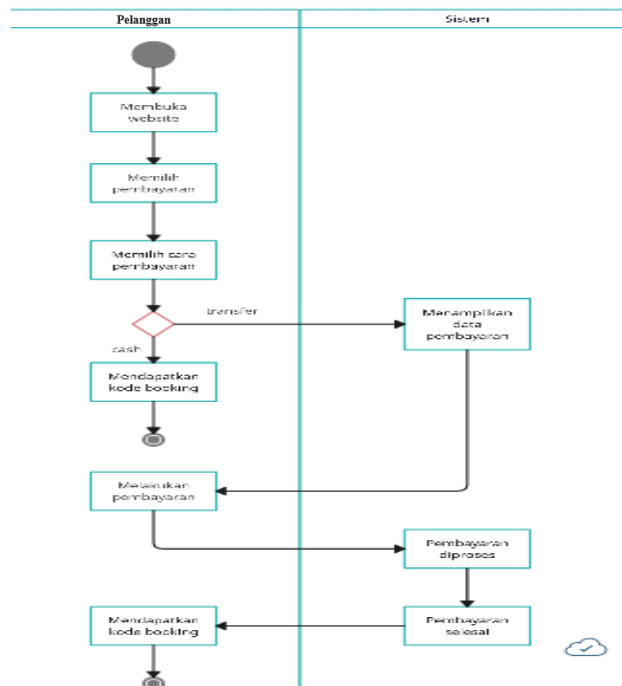 Pelanggan
Sistem
Membuka
website
Memilih
pembayaran
Memilih cara
pembayaran
transfer
Menampilkan
data
pembayaran
cash
Mendapatkan
kode booking
Melakukan
pembayaran
Pembayaran
diproses
Mendapatkan
kode booking
Pembayaran
selesai